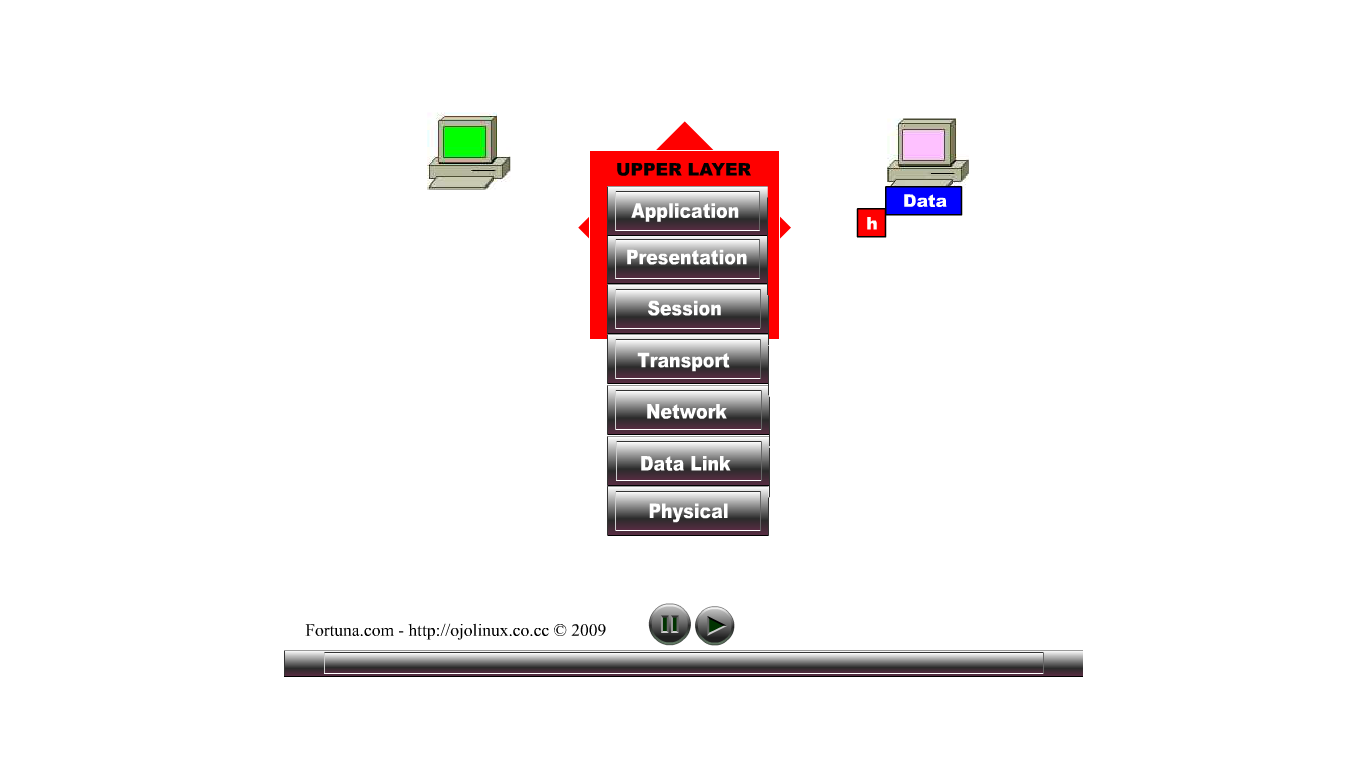 UPPER LAYER
Application
Presentation
Session
Transport
Network
Data Link
Physical
Data
h
Fortuna.com - http://ojolinux.co.cc © 2009